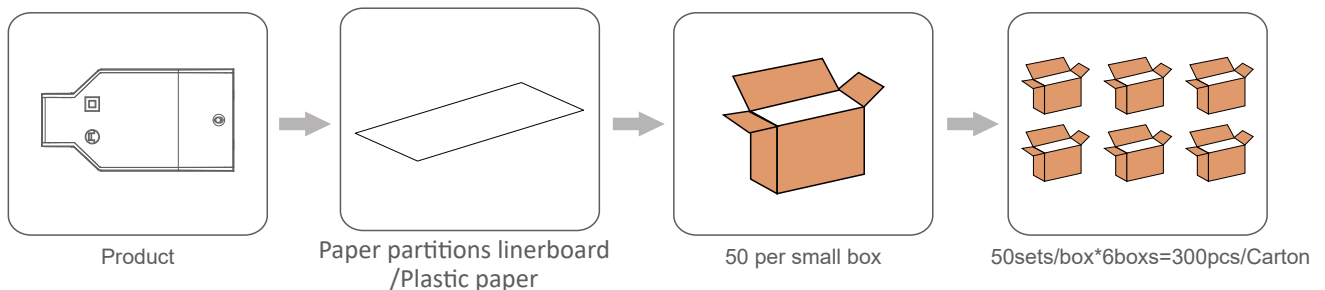 Product
Paper partitions linerboard
/Plastic paper
50 per small box
50sets/box*6boxs=300pcs/Carton